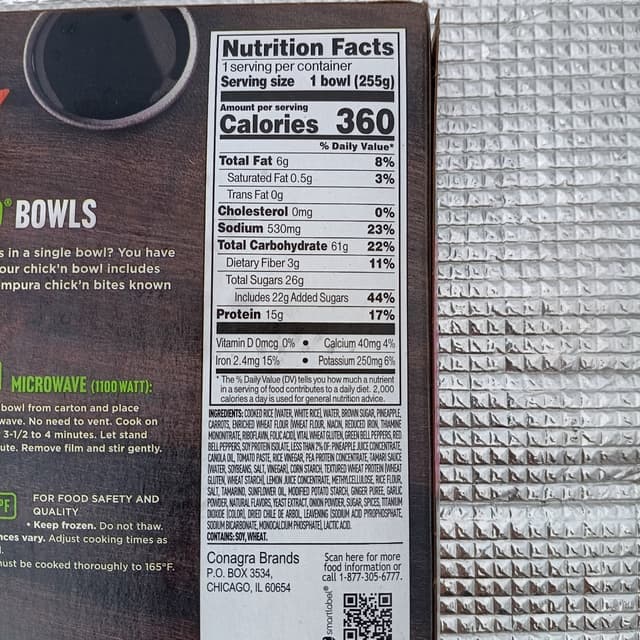 Nutrition Facts
1 serving per container
Serving size 1 bowl (255g)
Amount per serving
Calories 360
% Daily Value*
Total Fat 6g 8%
Saturated Fat 0.5g 3%
Trans Fat 0g
Cholesterol 0mg 0%
Sodium 530mg 23%
Total Carbohydrate 61g 22%
Dietary Fiber 3g 11%
Total Sugars 26g
Includes 22g Added Sugars 44%
Protein 15g 17%
Vitamin D 0mcg 0% • Calcium 40mg 4%
Iron 2.4mg 15% • Potassium 250mg 6%
* The % Daily Value (DV) tells you how much a nutrient
in a serving of food contributes to a daily diet. 2,000
calories a day is used for general nutrition advice.
INGREDIENTS: COOKED RICE (WATER, WHITE RICE), WATER, BROWN SUGAR, PINEAPPLE,
CARROTS, ENRICHED WHEAT FLOUR (WHEAT FLOUR, NIACIN, REDUCED IRON, THIAMINE
MONONITRATE, RIBOFLAVIN, FOLIC ACID), VITAL WHEAT GLUTEN, GREEN BELL PEPPERS, RED
BELL PEPPERS, SOY PROTEIN ISOLATE, LESS THAN 2% OF: PINEAPPLE JUICE CONCENTRATE,
CANOLA OIL, TOMATO PASTE, RICE VINEGAR, PEA PROTEIN CONCENTRATE, TAMARI SAUCE
(WATER, SOYBEANS, SALT, VINEGAR), CORN STARCH, TEXTURED WHEAT PROTEIN (WHEAT
GLUTEN, WHEAT STARCH), LEMON JUICE CONCENTRATE, METHYLCELLULOSE, RICE FLOUR,
SALT, TAMARIND, SUNFLOWER OIL, MODIFIED POTATO STARCH, GINGER PUREE, GARLIC
POWDER, NATURAL FLAVORS, YEAST EXTRACT, ONION POWDER, SUGAR, SPICES, TITANIUM
DIOXIDE (COLOR), DRIED CHILE DE ARBOL, LEAVENING (SODIUM ACID PYROPHOSPHATE,
SODIUM BICARBONATE, MONOCALCIUM PHOSPHATE), LACTIC ACID.
CONTAINS: SOY, WHEAT.
Conagra Brands
P.O. BOX 3534,
CHICAGO, IL 60654
Scan here for more
food information or
call 1-877-305-6777.
smartlabel®
® BOWLS
s in a single bowl? You have
our chick'n bowl includes
mpura chick'n bites known
MICROWAVE (1100 WATT):
bowl from carton and place
wave. No need to vent. Cook on
3-1/2 to 4 minutes. Let stand
ute. Remove film and stir gently.
PF
FOR FOOD SAFETY AND
QUALITY
• Keep frozen. Do not thaw.
nces vary. Adjust cooking times as
l.
ust be cooked thoroughly to 165°F.